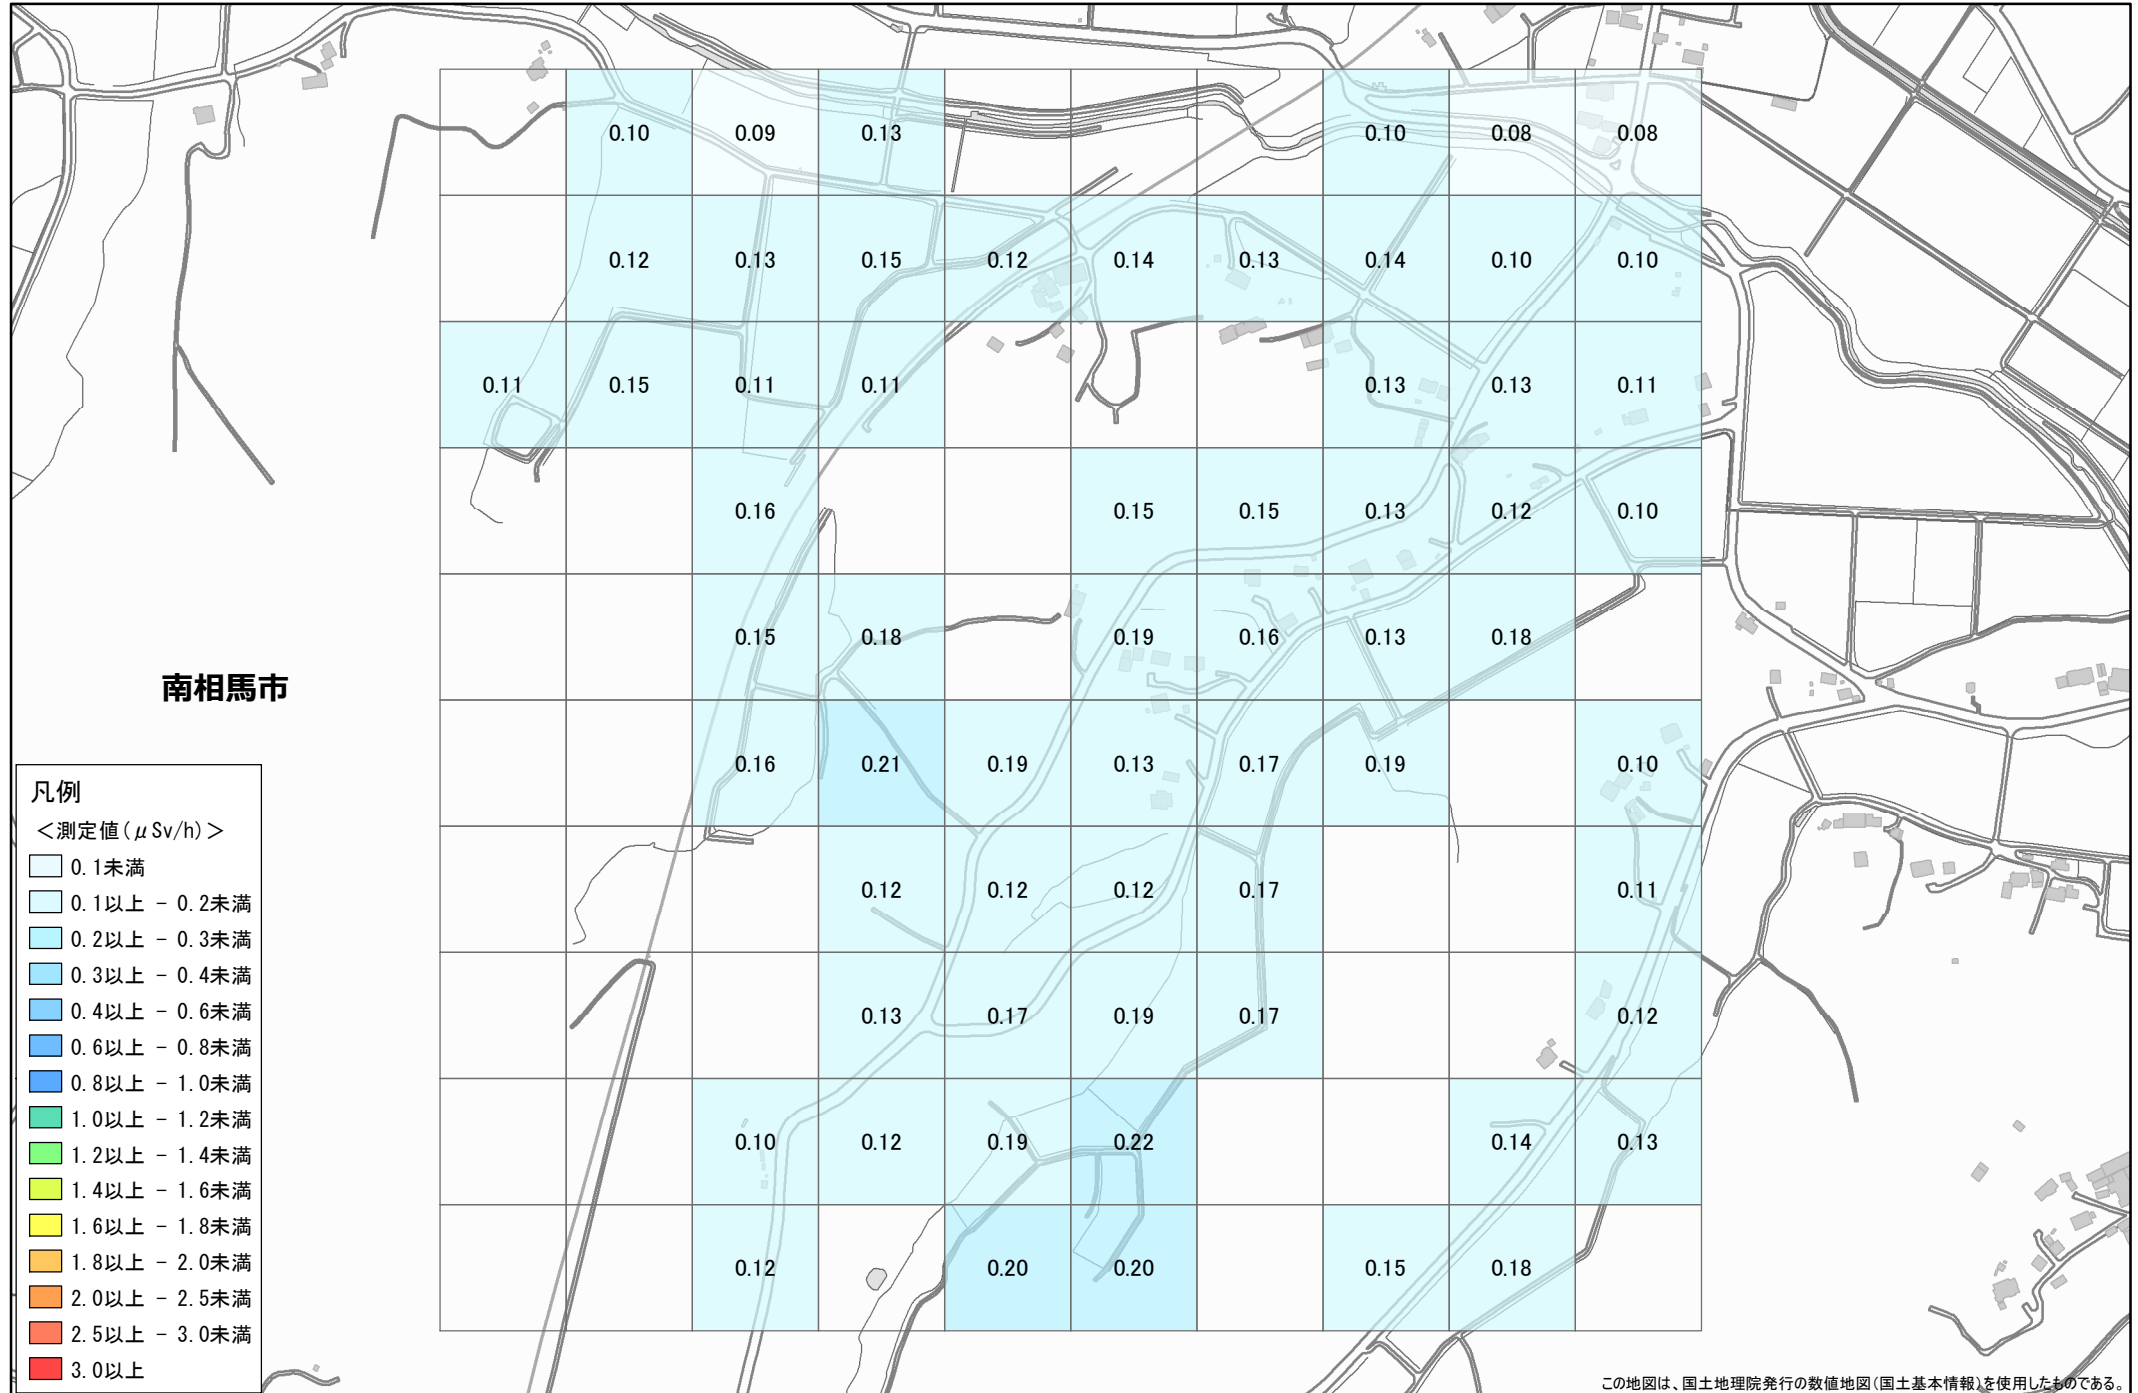 0.10 0.09 0.13 0.10 0.08 0.08
0.12 0.13 0.15 0.12 0.14 0.13 0.14 0.10 0.10
0.11 0.15 0.11 0.11 0.13 0.13 0.11
0.16 0.15 0.15 0.13 0.12 0.10
0.15 0.18 0.19 0.16 0.13 0.18
南相馬市
0.16 0.21 0.19 0.13 0.17 0.19 0.10
0.12 0.12 0.12 0.17 0.11
0.13 0.17 0.19 0.17 0.12
0.10 0.12 0.19 0.22 0.14 0.13
0.12 0.20 0.20 0.15 0.18
凡例
<測定値(μSv/h)>
0.1未満
0.1以上 - 0.2未満
0.2以上 - 0.3未満
0.3以上 - 0.4未満
0.4以上 - 0.6未満
0.6以上 - 0.8未満
0.8以上 - 1.0未満
1.0以上 - 1.2未満
1.2以上 - 1.4未満
1.4以上 - 1.6未満
1.6以上 - 1.8未満
1.8以上 - 2.0未満
2.0以上 - 2.5未満
2.5以上 - 3.0未満
3.0以上
この地図は、国土地理院発行の数値地図(国土基本情報)を使用したものである。